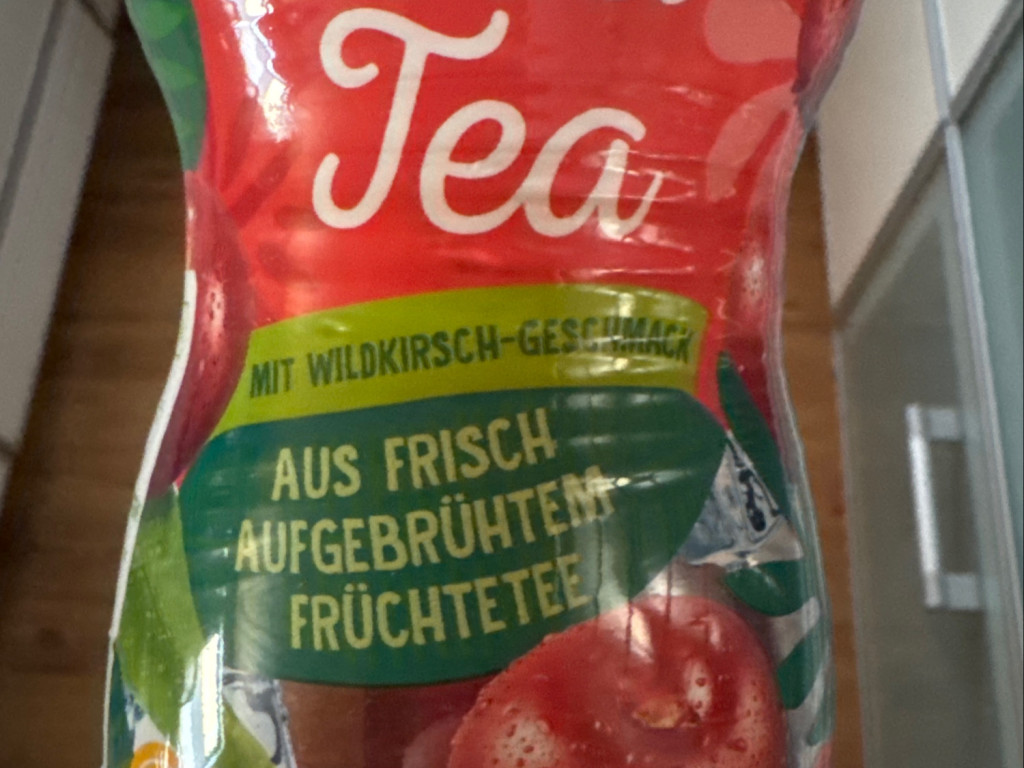 Tea
MIT WILDKIRSCH-GESCHMACK
AUS FRISCH
AUFGEBRÜHTEM
FRÜCHTETEE